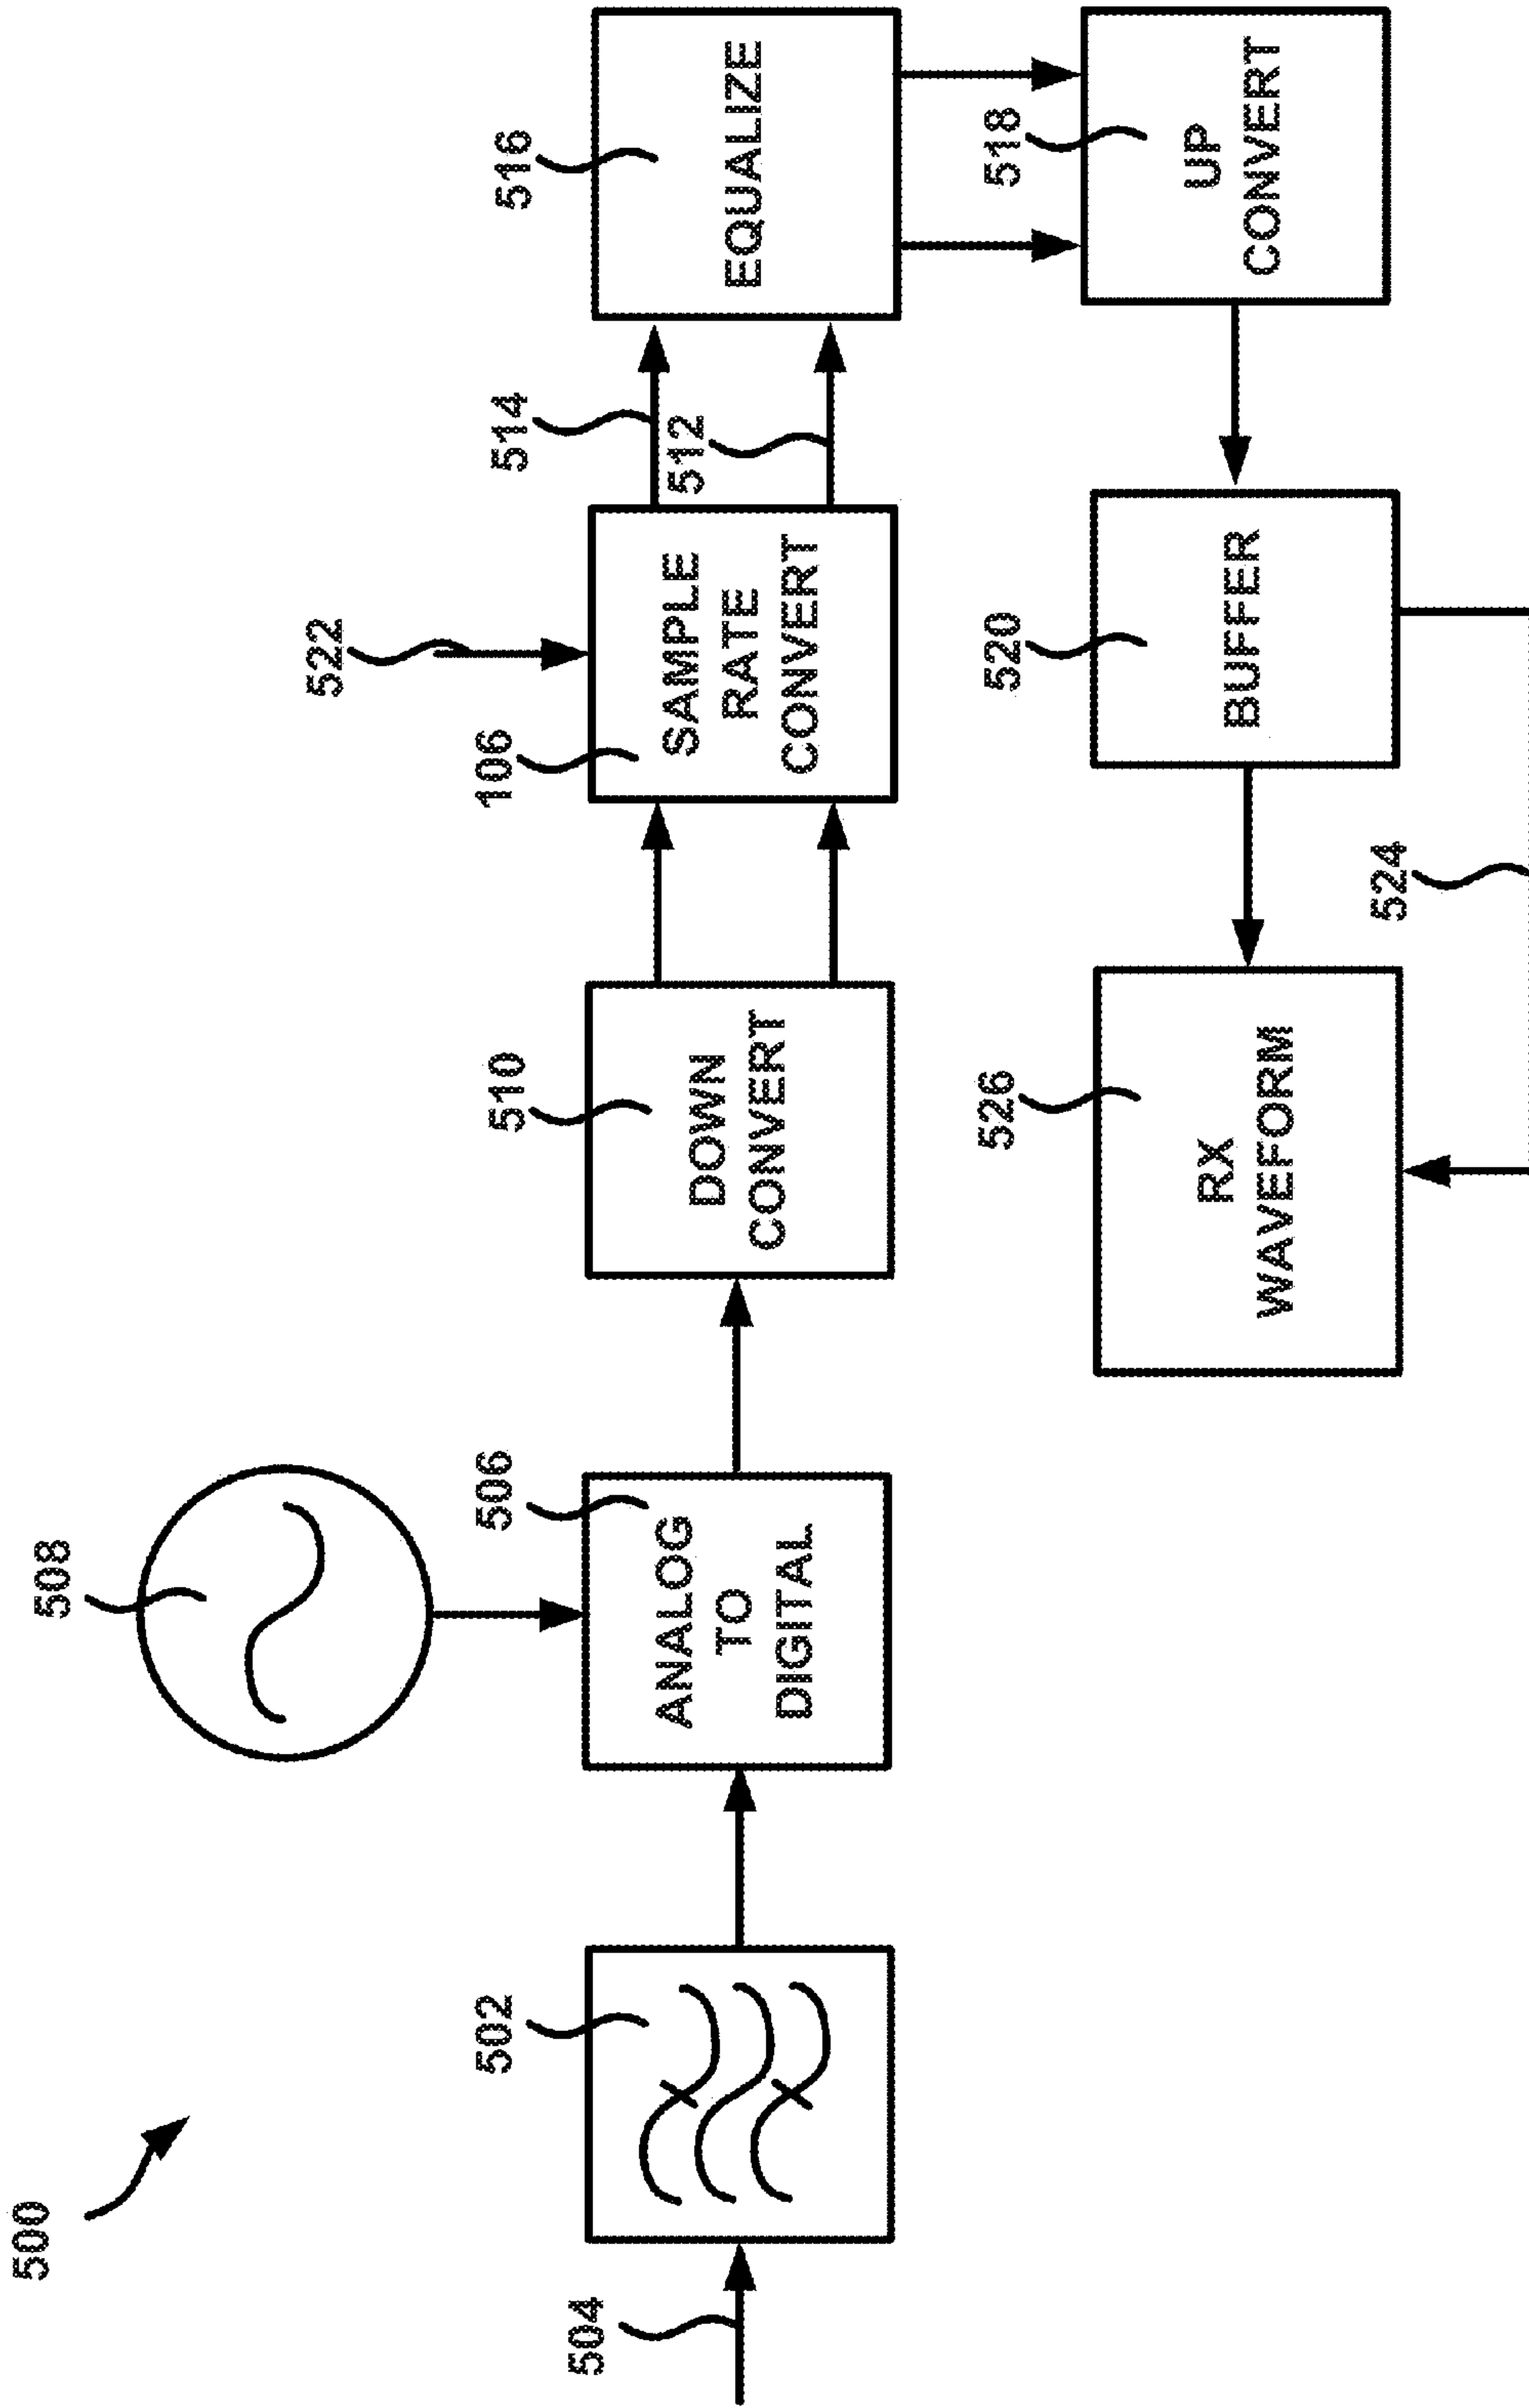 500
504
502
508
506
ANALOG
TO
DIGITAL
510
DOWN
CONVERT
522
106
SAMPLE
RATE
CONVERT
514
512
516
EQUALIZE
518
UP
CONVERT
520
BUFFER
524
526
RX
WAVEFORM